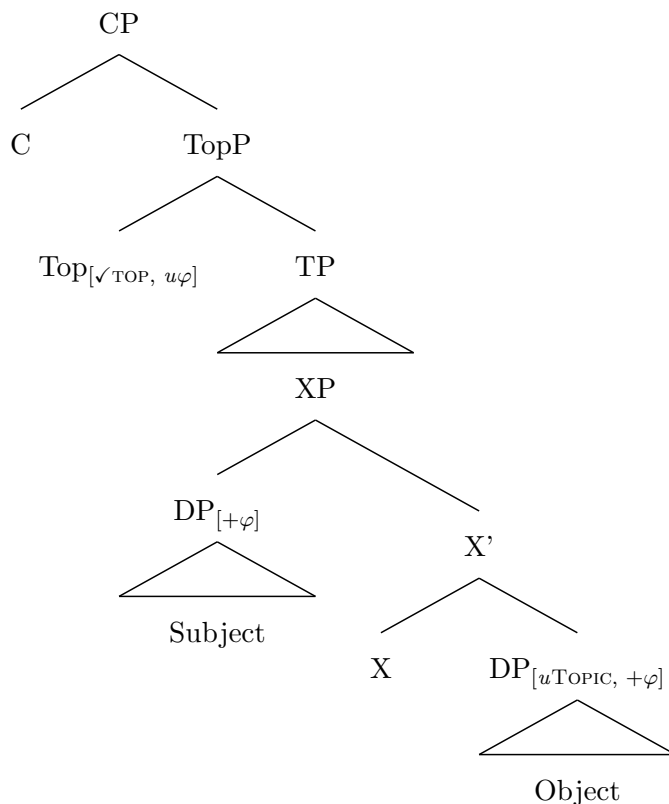 CP
C TopP
Top[✓TOP, uφ] TP
XP
DP[+φ]
X'
Subject
X DP[uTOPIC, +φ]
Object